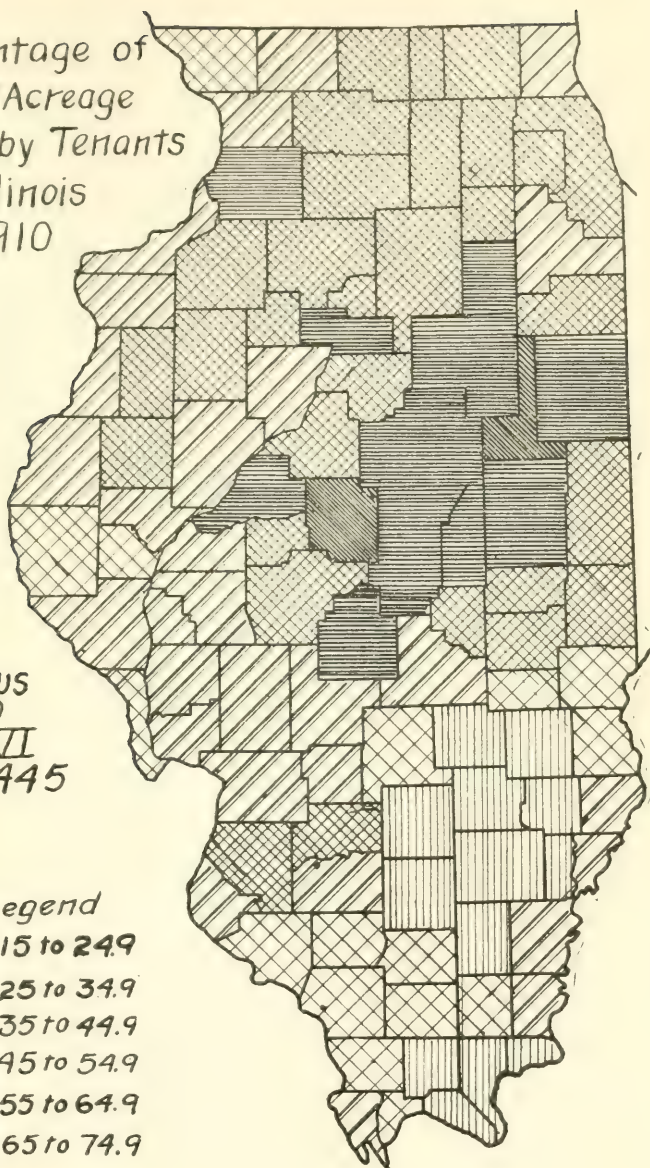 ntage of
Acreage
by Tenants
linois
910
us
II
445
egend
15 to 24.9
25 to 34.9
35 to 44.9
45 to 54.9
55 to 64.9
65 to 74.9